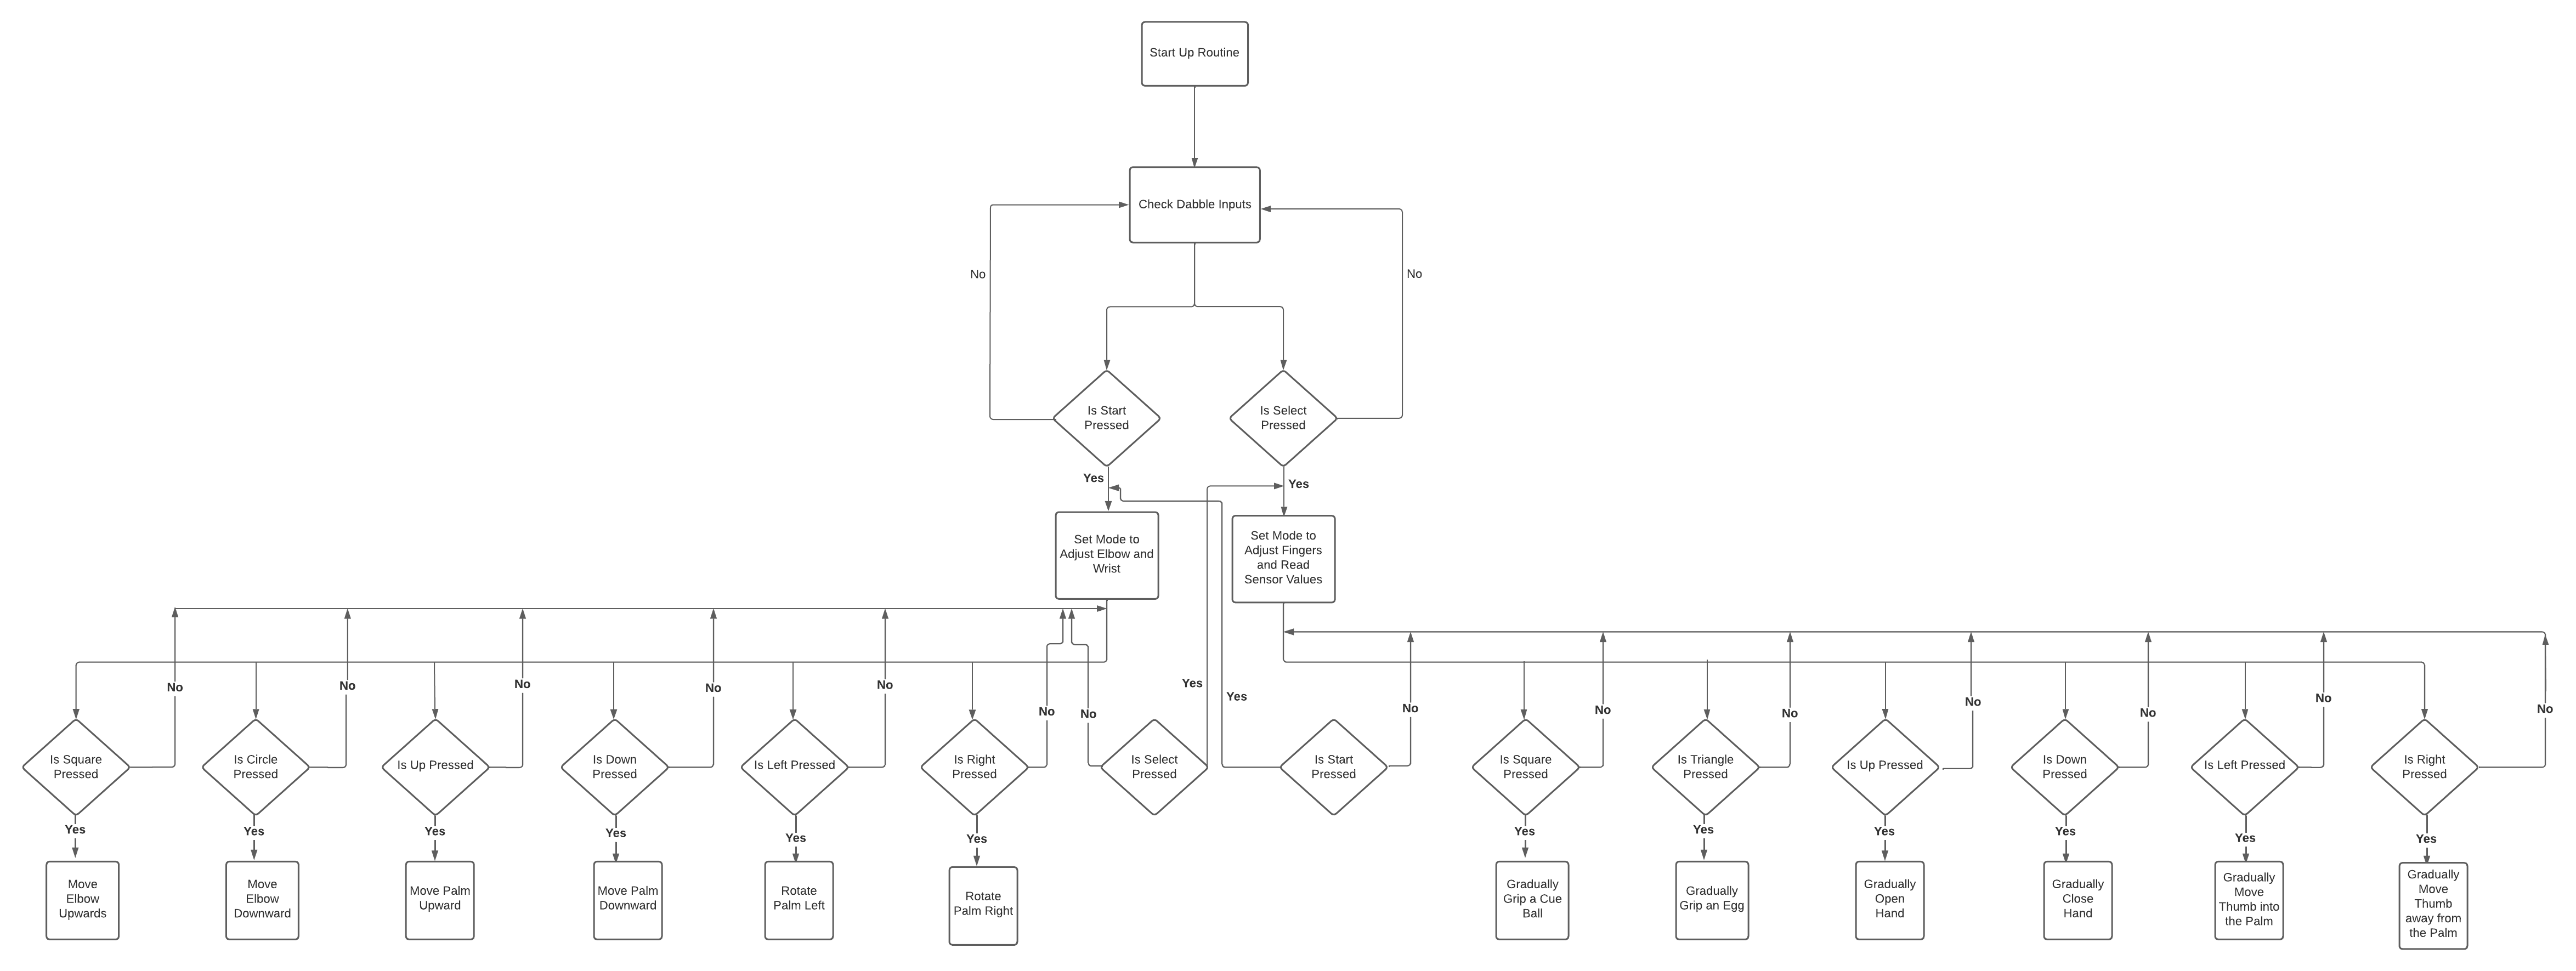 Start Up Routine
Check Dabble Inputs
No
No
Is Start
Pressed
Is Select
Pressed
Yes
Yes
Set Mode to
Adjust Elbow and
Wrist
Set Mode to
Adjust Fingers
and Read
Sensor Values
No
No
No
No
No
No
No
Yes
Yes
No
No
No
No
No
No
No
Is Square
Pressed
Is Circle
Pressed
Is Up Pressed
Is Down
Pressed
Is Left Pressed
Is Right
Pressed
Is Select
Pressed
Is Start
Pressed
Is Square
Pressed
Is Triangle
Pressed
Is Up Pressed
Is Down
Pressed
Is Left Pressed
Is Right
Pressed
Yes
Yes
Yes
Yes
Yes
Yes
Yes
Yes
Yes
Yes
Yes
Yes
Move
Elbow
Upwards
Move
Elbow
Downward
Move Palm
Upward
Move Palm
Downward
Rotate
Palm Left
Rotate
Palm Right
Gradually
Grip a Cue
Ball
Gradually
Grip an Egg
Gradually
Open
Hand
Gradually
Close
Hand
Gradually
Move
Thumb into
the Palm
Gradually
Move
Thumb
away from
the Palm